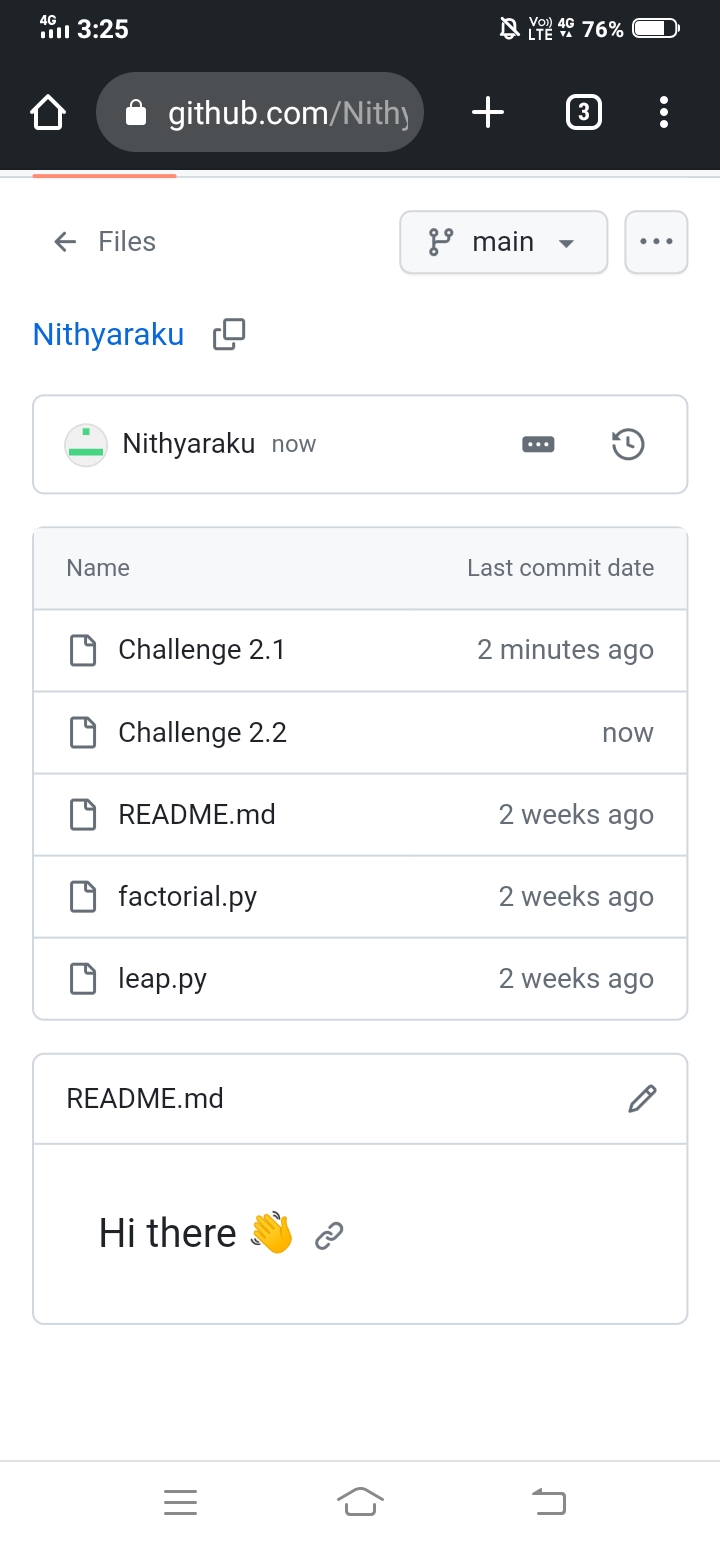 4G 3:25 Vo)) LTE 4G 76%
github.com/Nithy 3
Files main
Nithyaraku
Nithyaraku now
Name Last commit date
Challenge 2.1 2 minutes ago
Challenge 2.2 now
README.md 2 weeks ago
factorial.py 2 weeks ago
leap.py 2 weeks ago
README.md
Hi there 👋